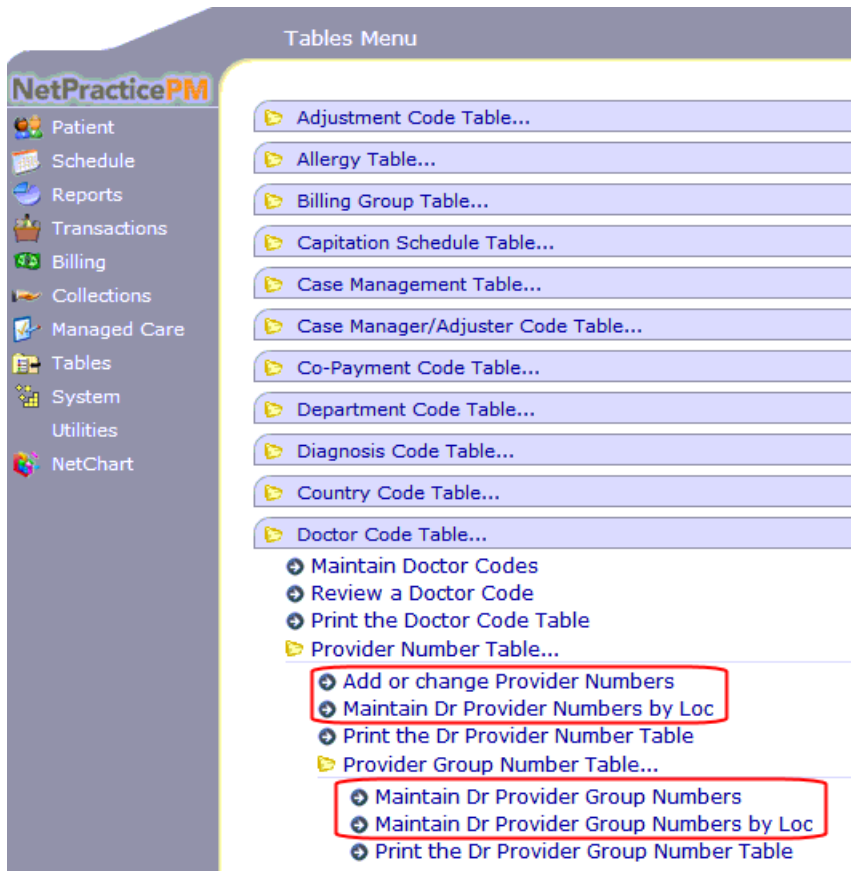 Tables Menu
NetPracticePM
Patient
Schedule
Reports
Transactions
Billing
Collections
Managed Care
Tables
System
Utilities
NetChart
Adjustment Code Table...
Allergy Table...
Billing Group Table...
Capitation Schedule Table...
Case Management Table...
Case Manager/Adjuster Code Table...
Co-Payment Code Table...
Department Code Table...
Diagnosis Code Table...
Country Code Table...
Doctor Code Table...
Maintain Doctor Codes
Review a Doctor Code
Print the Doctor Code Table
Provider Number Table...
Add or change Provider Numbers
Maintain Dr Provider Numbers by Loc
Print the Dr Provider Number Table
Provider Group Number Table...
Maintain Dr Provider Group Numbers
Maintain Dr Provider Group Numbers by Loc
Print the Dr Provider Group Number Table